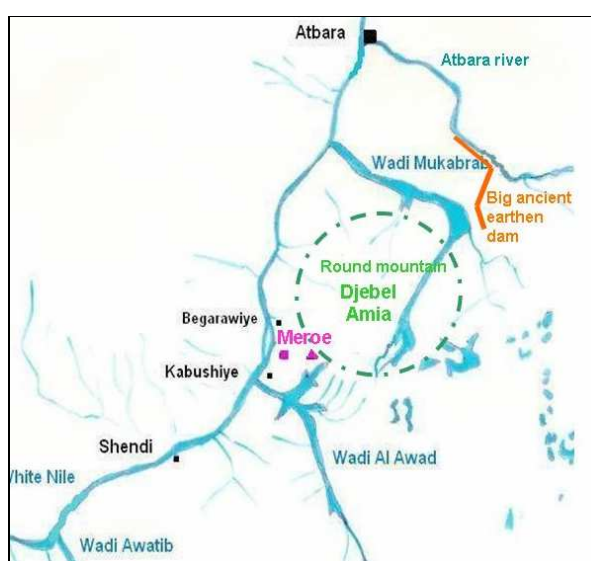 Atbara
Atbara river
Wadi Mukabrab
Big ancient
earthen
dam
Round mountain
Djebel
Amia
Begarawiye
Meroe
Kabushiye
Shendi
White Nile
Wadi Al Awad
Wadi Awatib